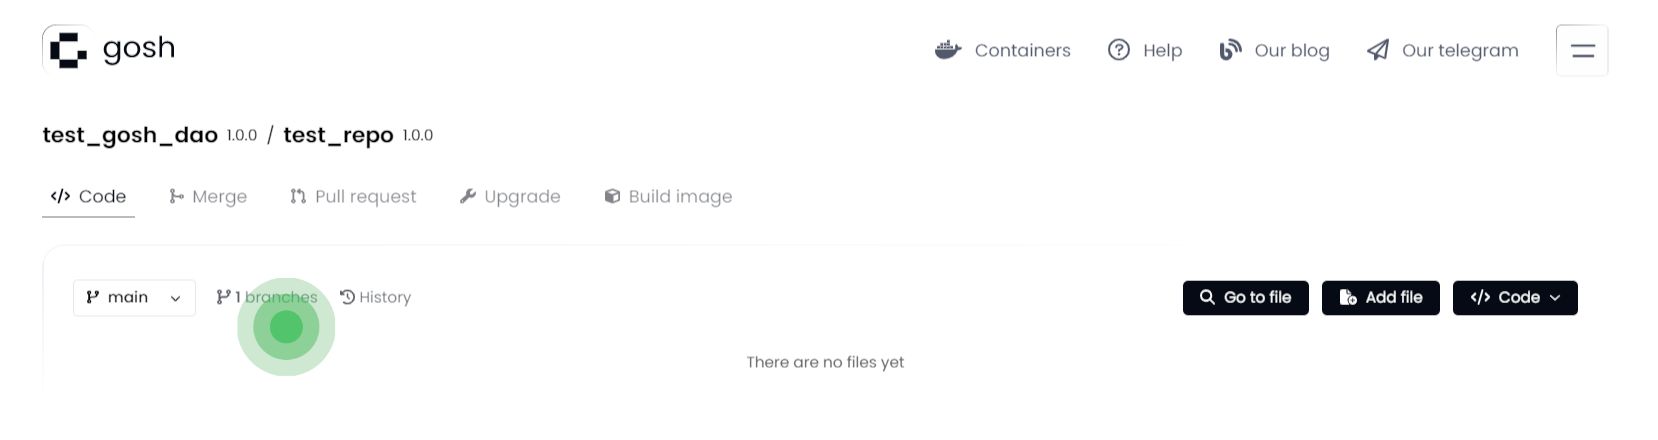 gosh Containers Help Our blog Our telegram
test_gosh_dao 1.0.0 / test_repo 1.0.0
Code Merge Pull request Upgrade Build image
main 1 branches History Go to file Add file Code
There are no files yet